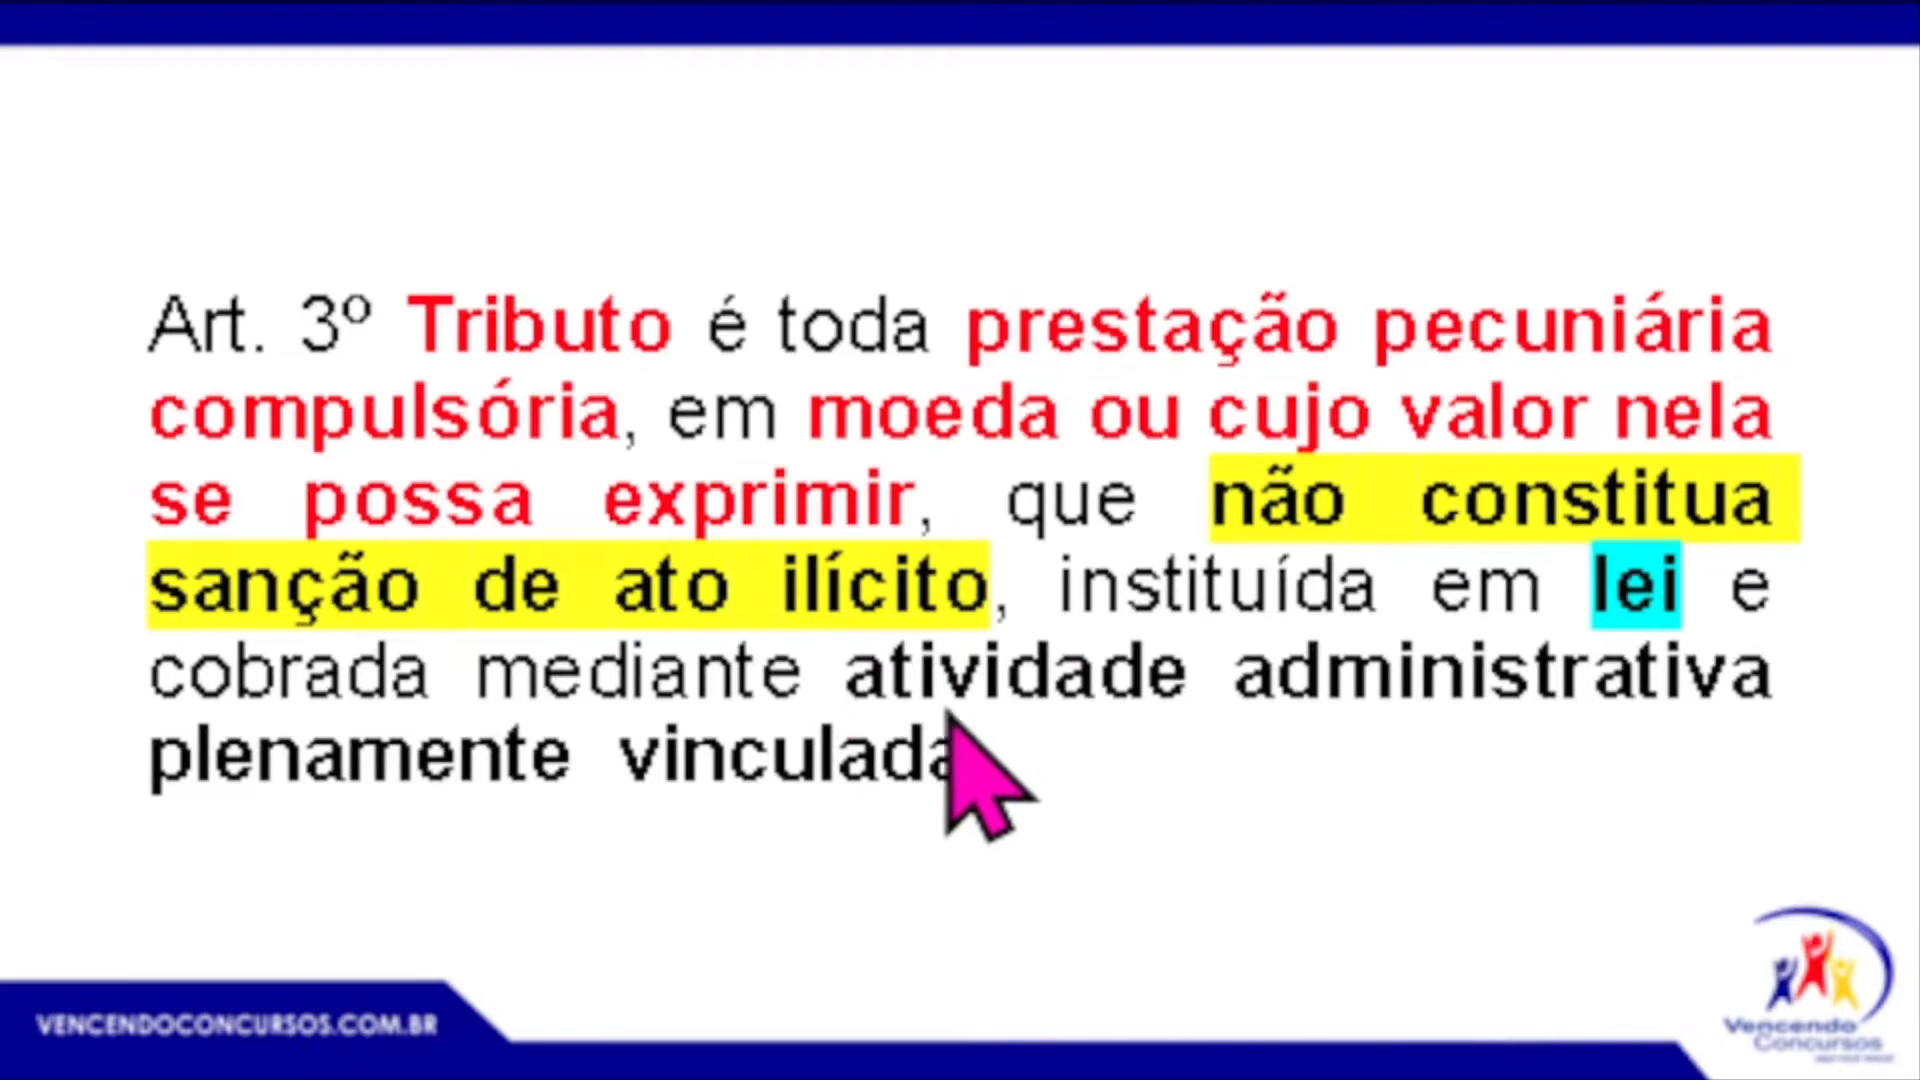 Art. 3º Tributo é toda prestação pecuniária
compulsória, em moeda ou cujo valor nela
se possa exprimir, que não constitua
sanção de ato ilícito, instituída em lei e
cobrada mediante atividade administrativa
plenamente vinculada
VENCENDOCONCURSOS.COM.BR
Vencendo
Concursos